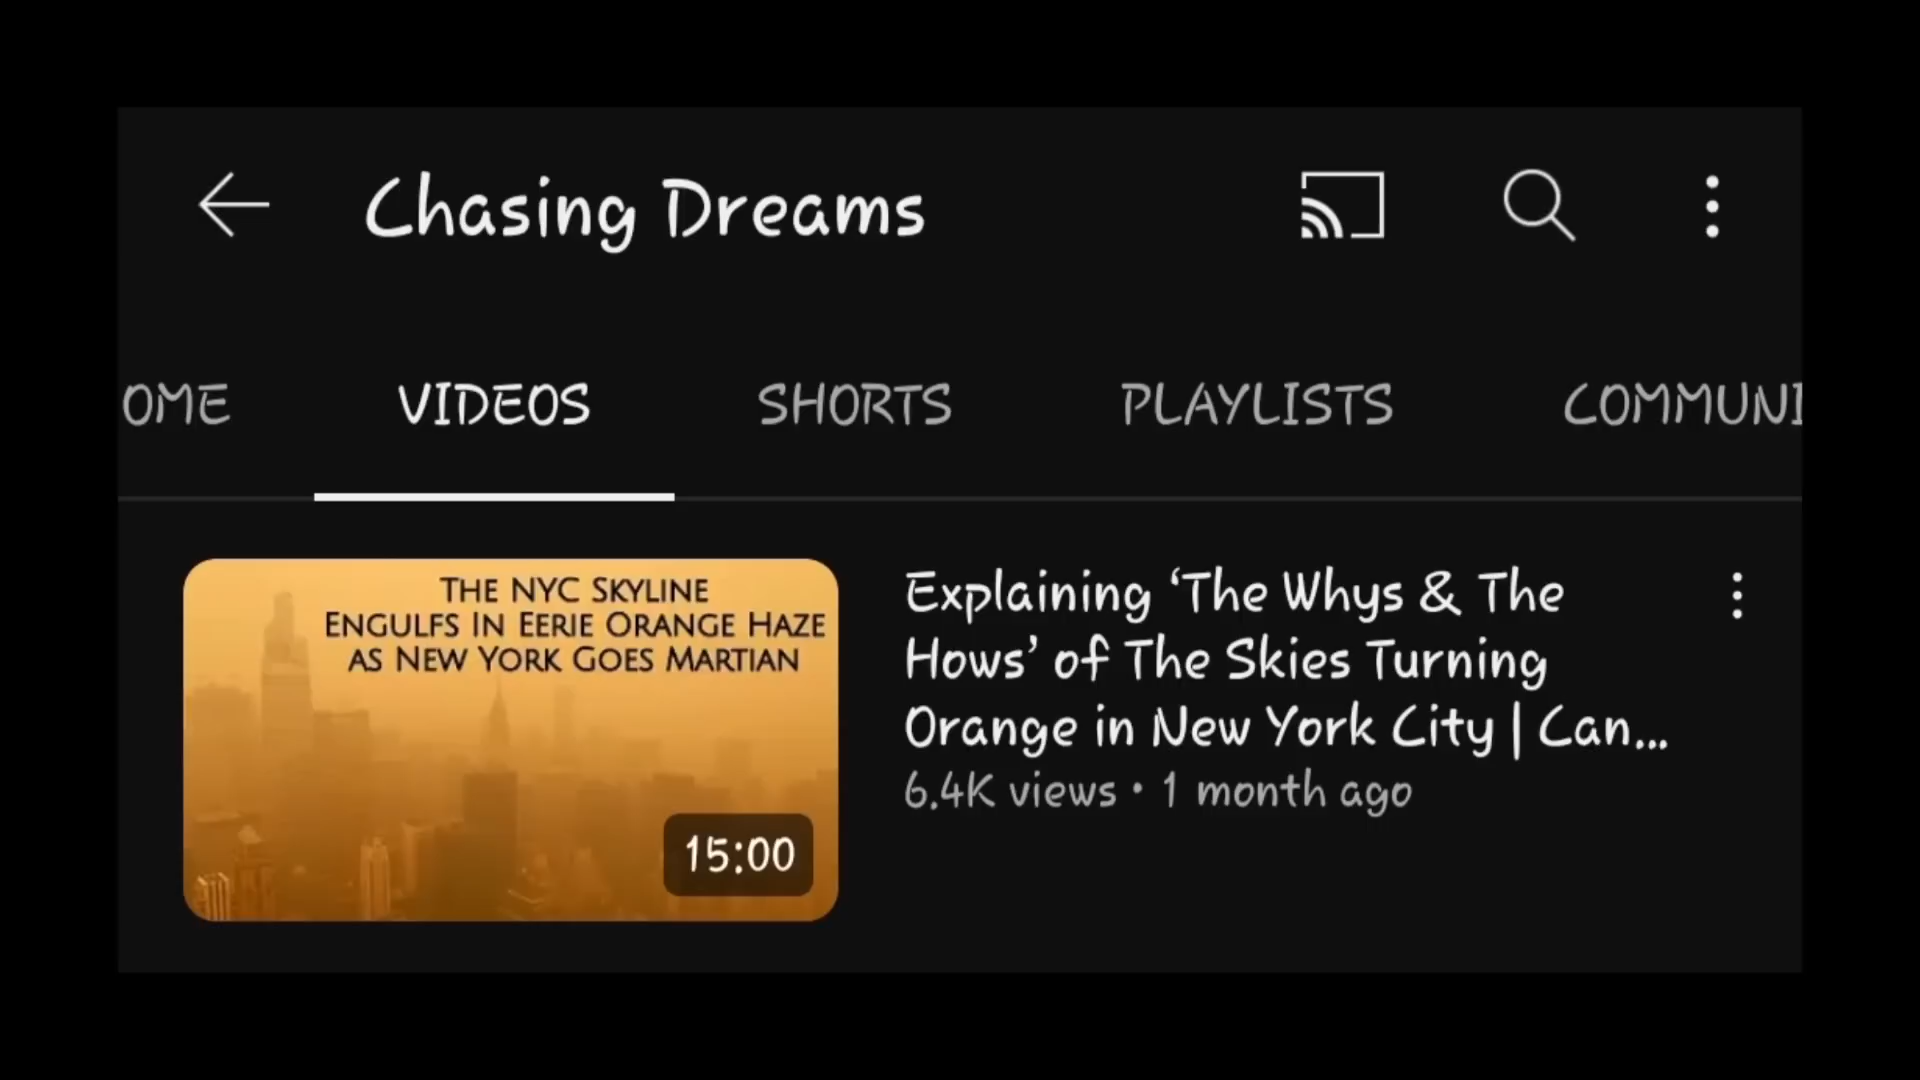 Chasing Dreams
OME VIDEOS SHORTS PLAYLISTS COMMUNI
THE NYC SKYLINE
ENGULFS IN EERIE ORANGE HAZE
AS NEW YORK GOES MARTIAN
15:00
Explaining ‘The Whys & The
Hows’ of The Skies Turning
Orange in New York City | Can...
6.4K views • 1 month ago